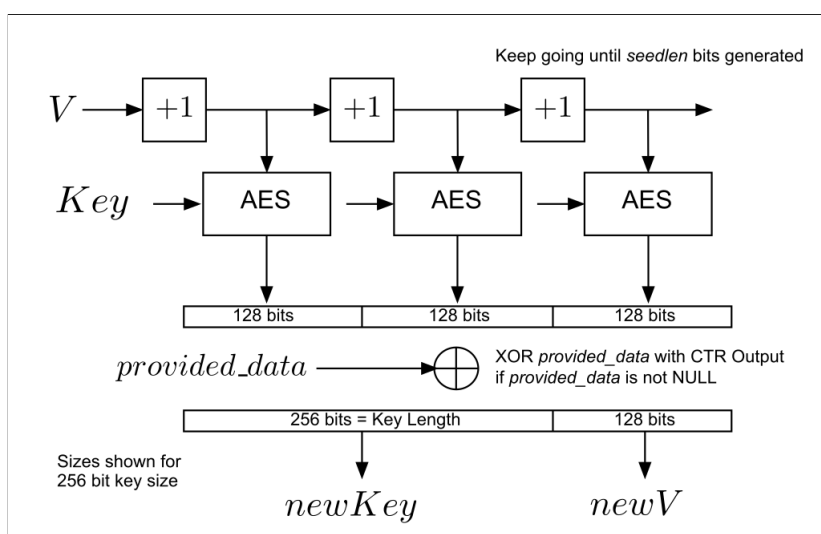 Keep going until seedlen bits generated
V
+1
+1
+1
Key
AES
AES
AES
128 bits
128 bits
128 bits
provided_data
XOR provided_data with CTR Output
if provided_data is not NULL
256 bits = Key Length
128 bits
Sizes shown for
256 bit key size
newKey
newV